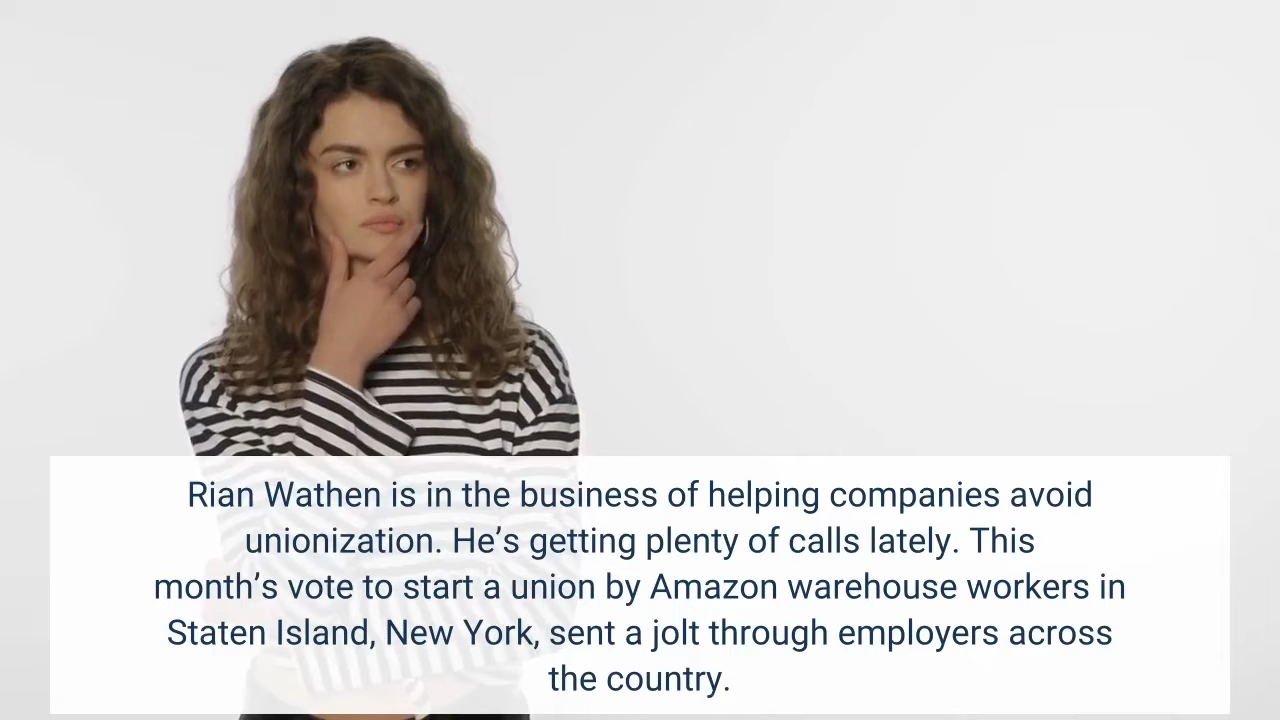 Rian Wathen is in the business of helping companies avoid
unionization. He’s getting plenty of calls lately. This
month’s vote to start a union by Amazon warehouse workers in
Staten Island, New York, sent a jolt through employers across
the country.